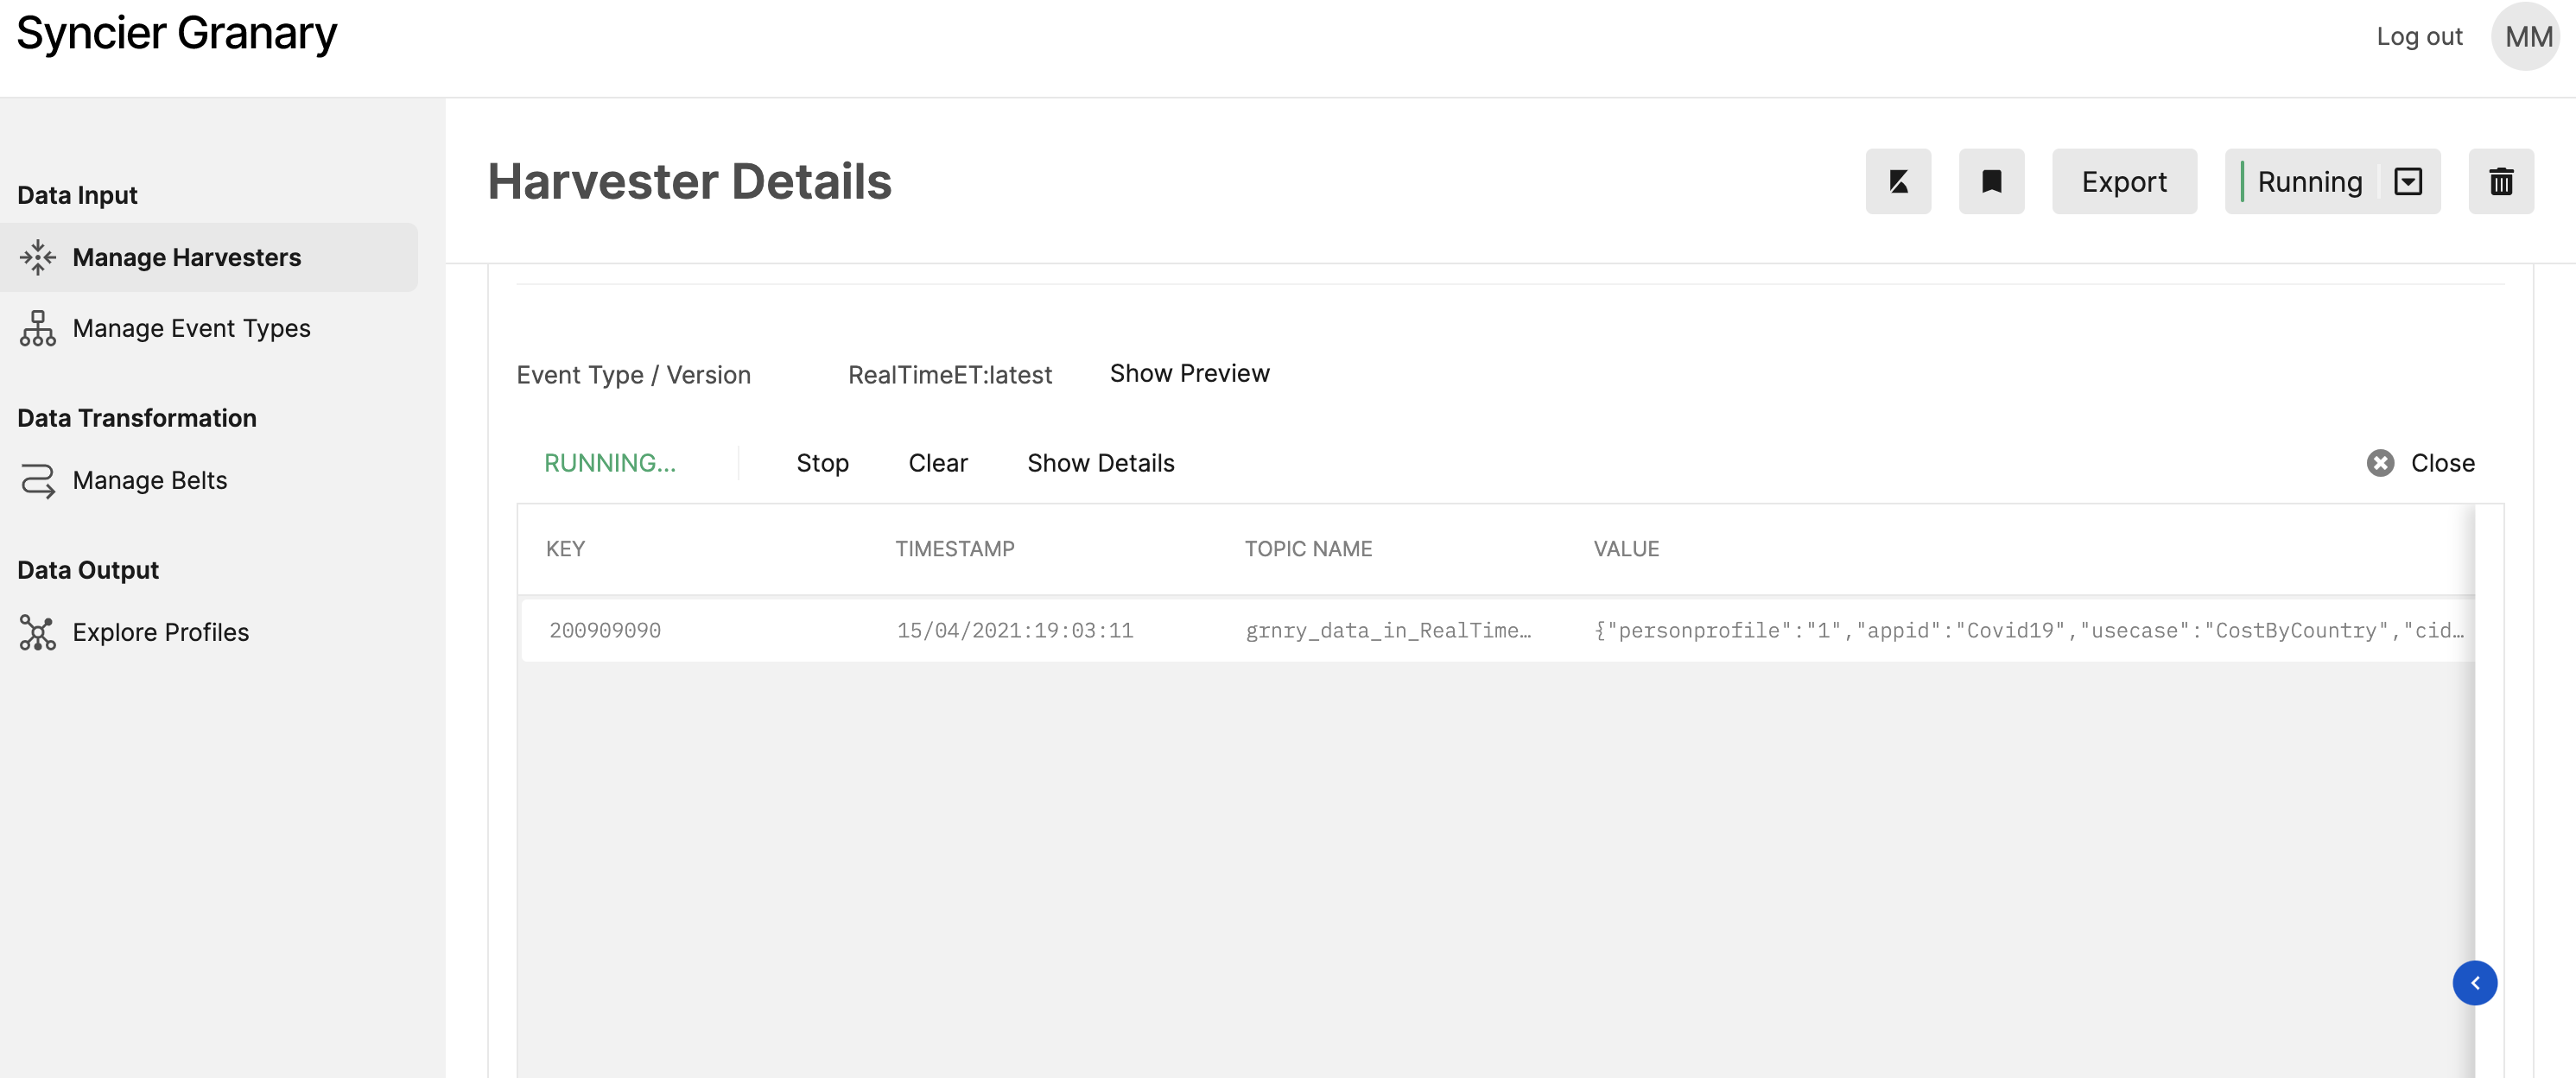 Syncier Granary
Log out
MM
Data Input
Manage Harvesters
Manage Event Types
Data Transformation
Manage Belts
Data Output
Explore Profiles
Harvester Details
Export
Running
Event Type / Version RealTimeET:latest Show Preview
RUNNING... Stop Clear Show Details Close
KEY TIMESTAMP TOPIC NAME VALUE
200909090 15/04/2021:19:03:11 grnry_data_in_RealTime… {"personprofile":"1","appid":"Covid19","usecase":"CostByCountry","cid…